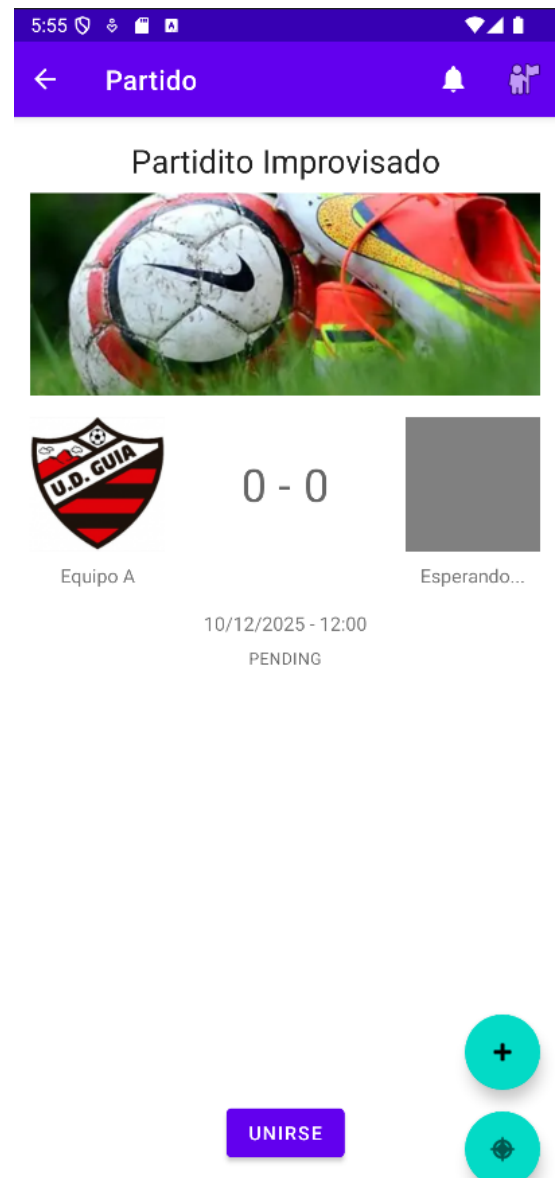 5:55
Partido
Partidito Improvisado
U.D. GUIA
0 - 0
Equipo A
Esperando...
10/12/2025 - 12:00
PENDING
UNIRSE